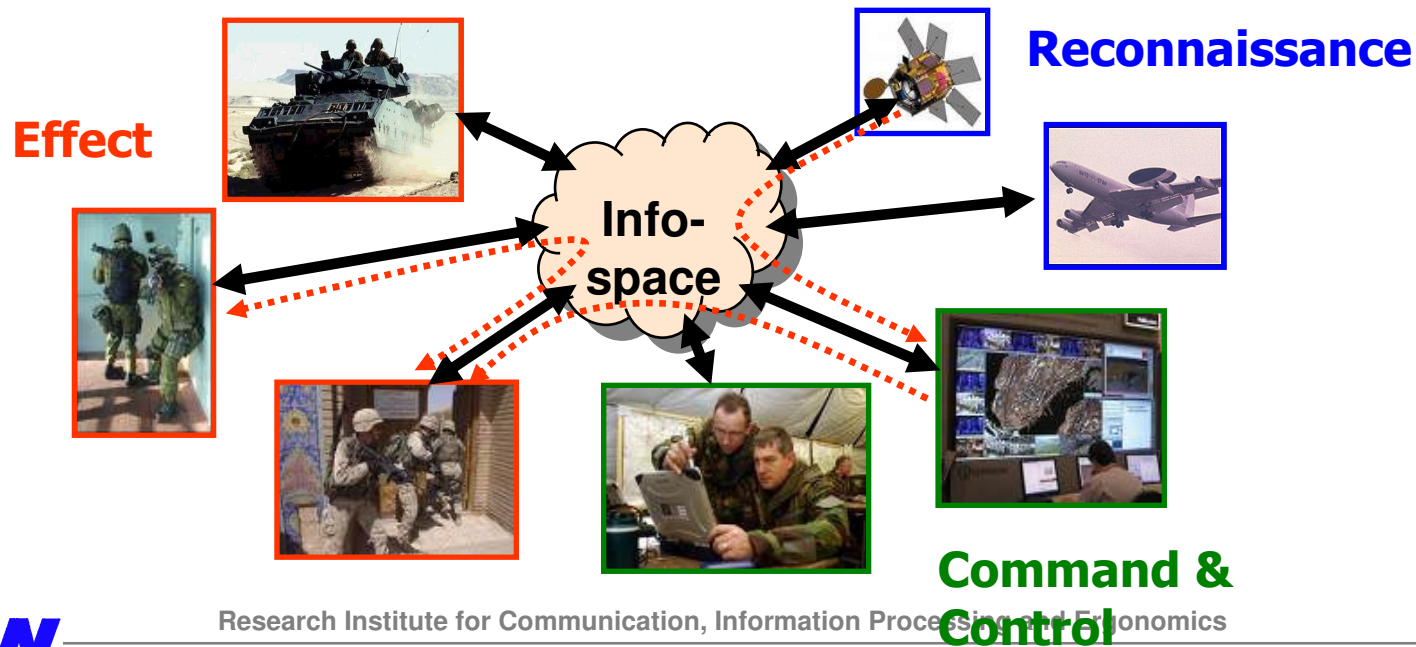 Reconnaissance
Effect
Info-
space
Command &
Control
Research Institute for Communication, Information Processing and Ergonomics